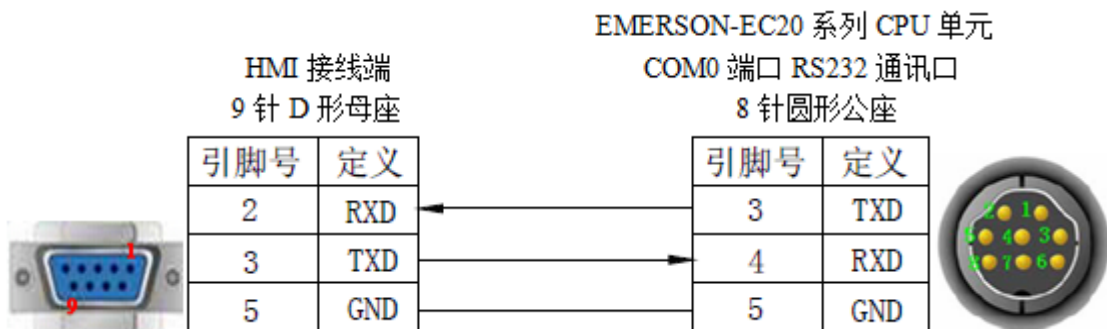 EMERSON-EC20 系列 CPU 单元
HMI 接线端
COM0 端口 RS232 通讯口
9 针 D 形母座
8 针圆形公座
引脚号 定义
引脚号 定义
2 RXD
3 TXD
3 TXD
4 RXD
5 GND
5 GND
1
9
2 1
5 4 3
8 7 6